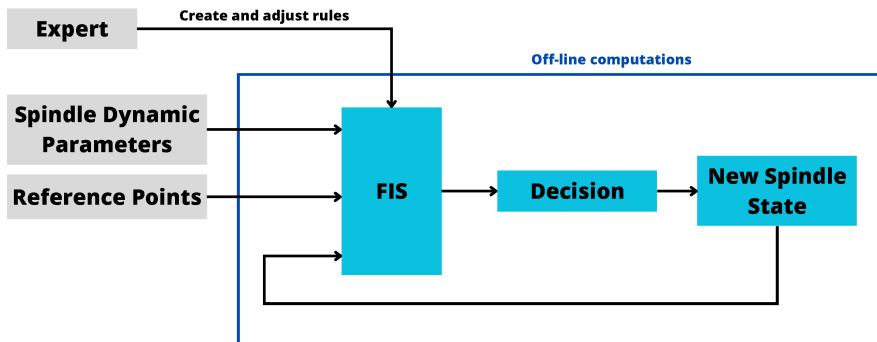 Expert
Create and adjust rules
Off-line computations
Spindle Dynamic
Parameters
Reference Points
FIS
Decision
New Spindle
State